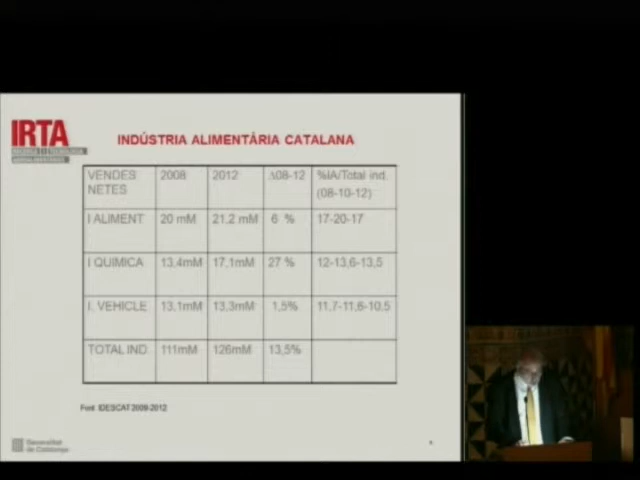 IRTA
INDÚSTRIA ALIMENTÀRIA CATALANA
VENDES NETES 2008 2012 Δ08-12 %IA/Total ind. (08-10-12)
I ALIMENT 20 mM 21,2 mM 6 % 17-20-17
I QUIMICA 13,4mM 17,1mM 27 % 12-13,6-13,5
I. VEHICLE 13,1mM 13,3mM 1,5% 11,7-11,6-10,5
TOTAL IND 111mM 126mM 13,5%
Font IDESCAT 2009-2012
Generalitat
de Catalunya